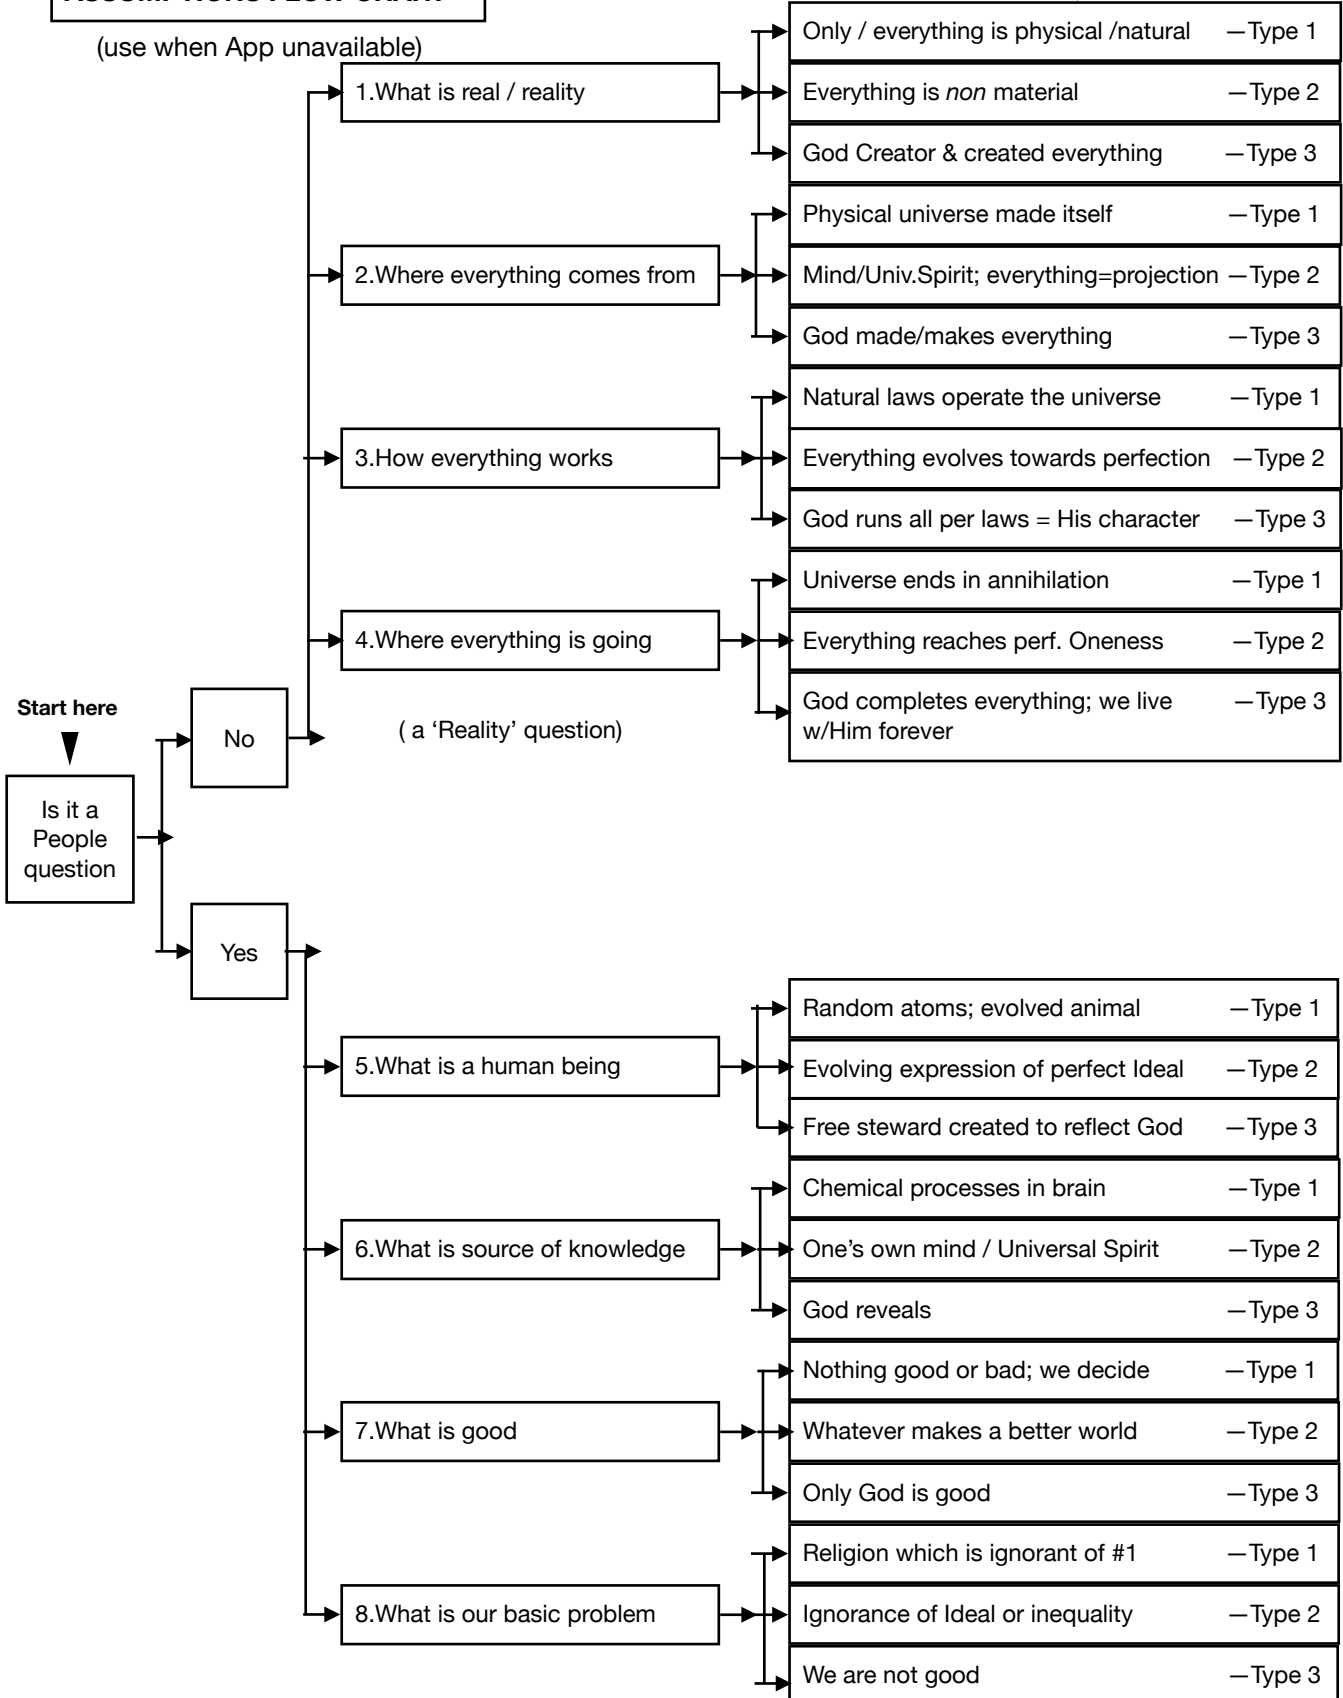 (use when App unavailable)
Only / everything is physical /natural —Type 1
1.What is real / reality
Everything is non material —Type 2
God Creator & created everything —Type 3
Physical universe made itself —Type 1
2.Where everything comes from
Mind/Univ.Spirit; everything=projection —Type 2
God made/makes everything —Type 3
Natural laws operate the universe —Type 1
3.How everything works
Everything evolves towards perfection —Type 2
God runs all per laws = His character —Type 3
Universe ends in annihilation —Type 1
4.Where everything is going
Everything reaches perf. Oneness —Type 2
God completes everything; we live —Type 3
w/Him forever
( a ‘Reality’ question)
Start here
No
Is it a
People
question
Yes
Random atoms; evolved animal —Type 1
5.What is a human being
Evolving expression of perfect Ideal —Type 2
Free steward created to reflect God —Type 3
Chemical processes in brain —Type 1
6.What is source of knowledge
One’s own mind / Universal Spirit —Type 2
God reveals —Type 3
Nothing good or bad; we decide —Type 1
7.What is good
Whatever makes a better world —Type 2
Only God is good —Type 3
Religion which is ignorant of #1 —Type 1
8.What is our basic problem
Ignorance of Ideal or inequality —Type 2
We are not good —Type 3